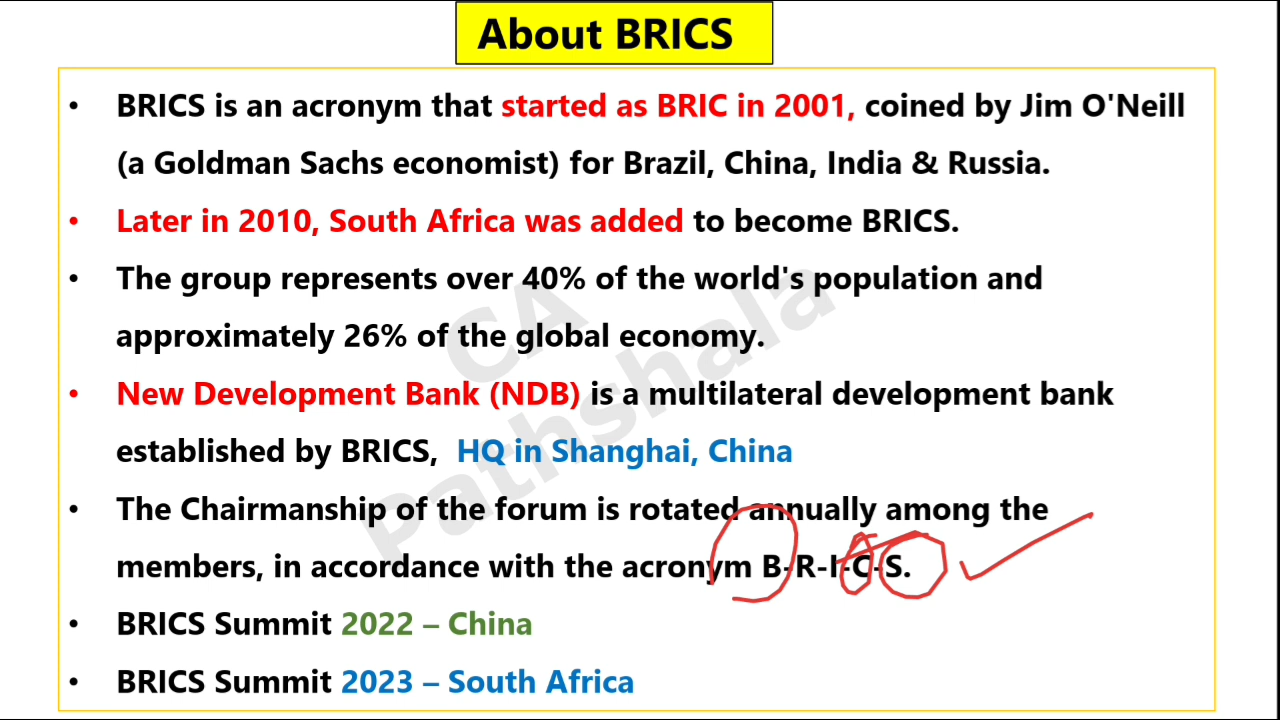 About BRICS
• BRICS is an acronym that started as BRIC in 2001, coined by Jim O'Neill
(a Goldman Sachs economist) for Brazil, China, India & Russia.
• Later in 2010, South Africa was added to become BRICS.
• The group represents over 40% of the world's population and
approximately 26% of the global economy.
• New Development Bank (NDB) is a multilateral development bank
established by BRICS, HQ in Shanghai, China
• The Chairmanship of the forum is rotated annually among the
members, in accordance with the acronym B-R-I-C-S.
• BRICS Summit 2022 – China
• BRICS Summit 2023 – South Africa
CA
Pathshala